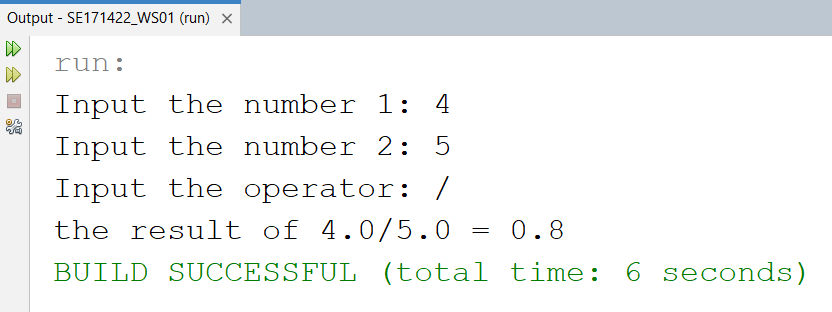 Output - SE171422_WS01 (run) ×
run:
Input the number 1: 4
Input the number 2: 5
Input the operator: /
the result of 4.0/5.0 = 0.8
BUILD SUCCESSFUL (total time: 6 seconds)